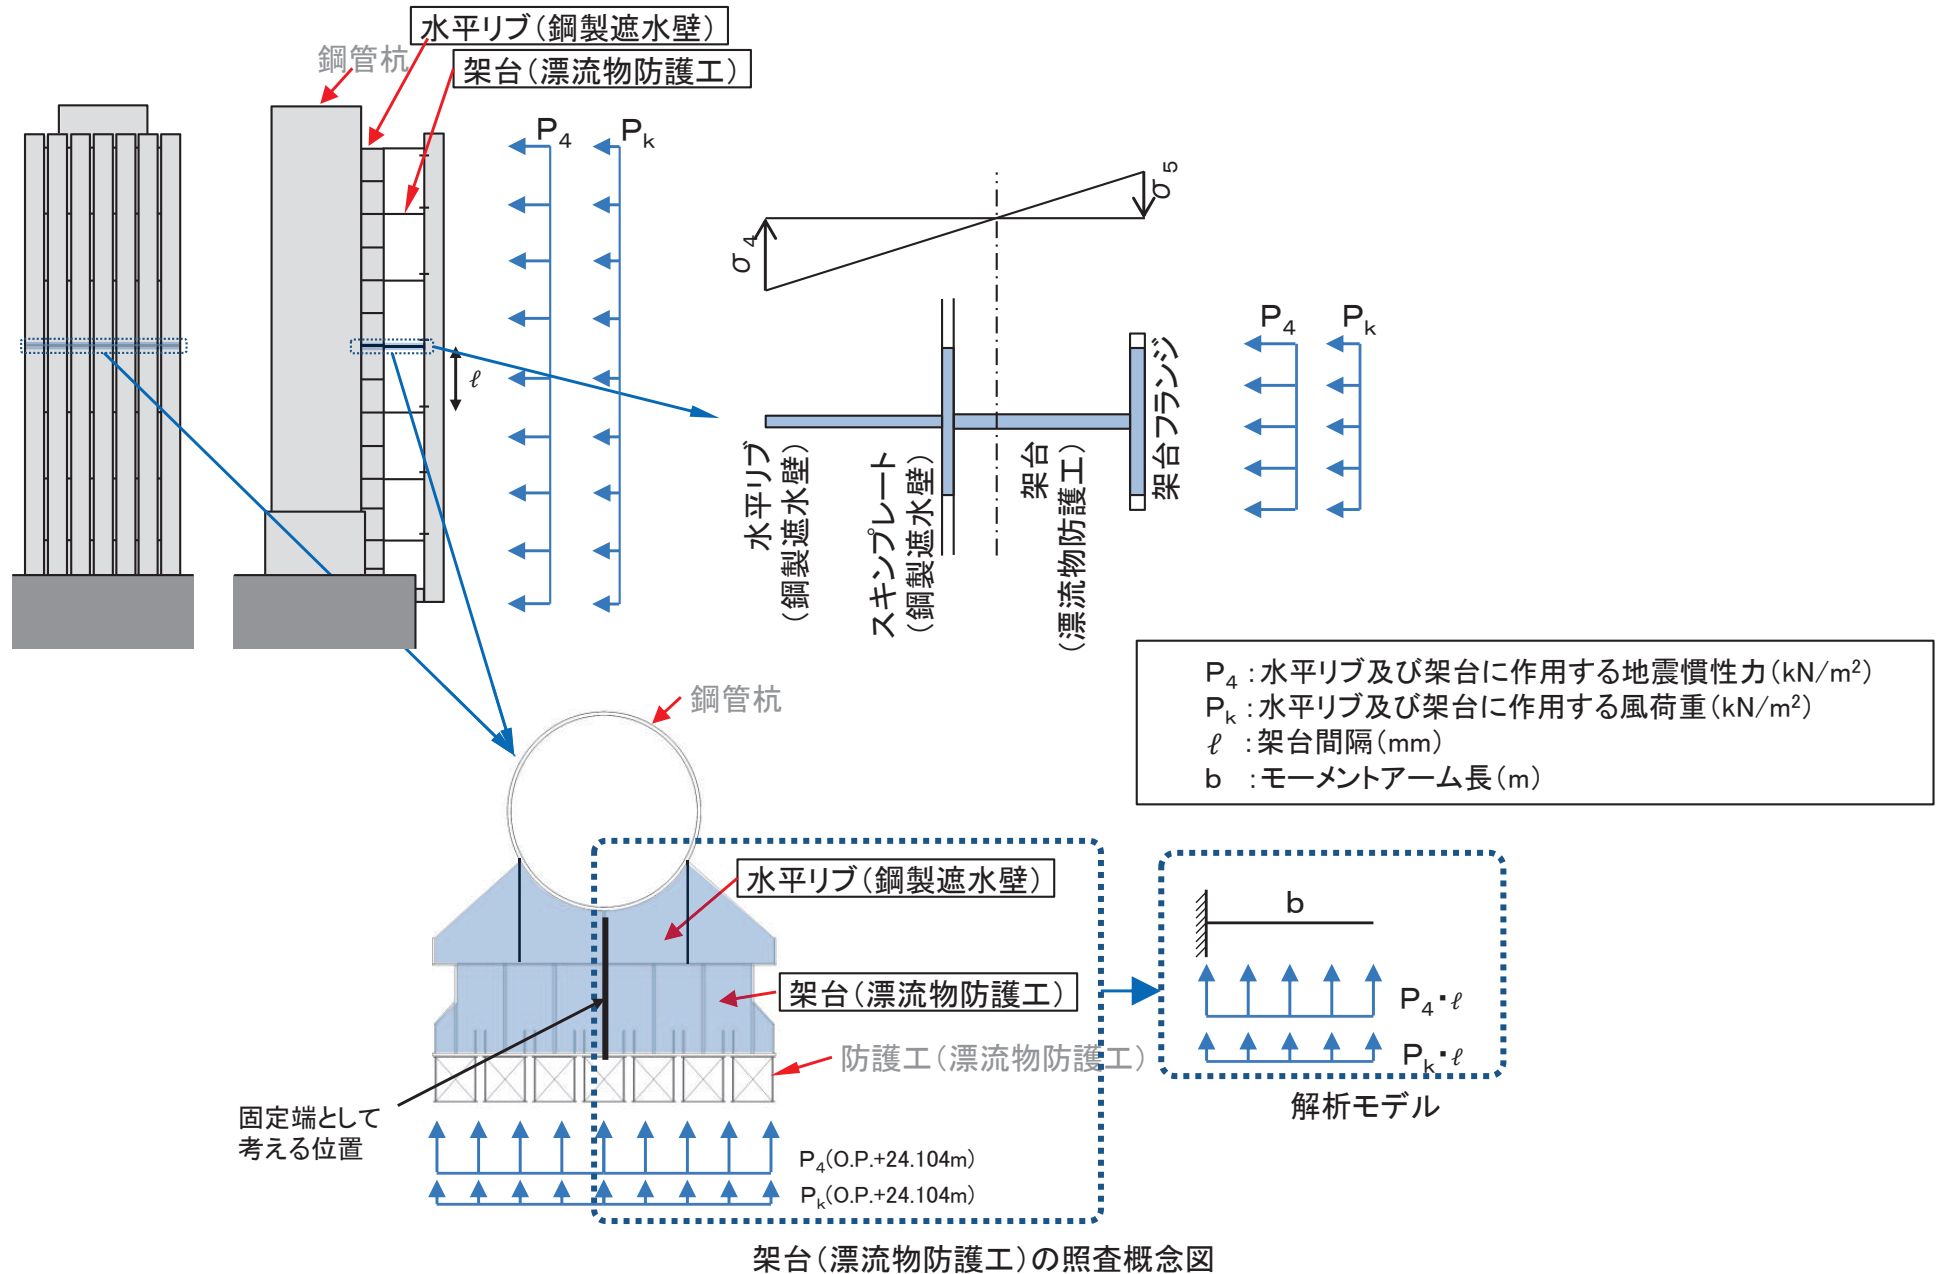 水平リブ（鋼製遮水壁）
鋼管杭
架台（漂流物防護工）
P4
Pk
ℓ
σ4
σ5
P4
Pk
水平リブ
（鋼製遮水壁）
スキンプレート
（鋼製遮水壁）
架台
（漂流物防護工）
架台フランジ
P4：水平リブ及び架台に作用する地震慣性力（kN/m²）
Pk：水平リブ及び架台に作用する風荷重（kN/m²）
ℓ：架台間隔（mm）
b：モーメントアーム長（m）
鋼管杭
水平リブ（鋼製遮水壁）
架台（漂流物防護工）
防護工（漂流物防護工）
固定端として
考える位置
P4（O.P.+24.104m）
Pk（O.P.+24.104m）
b
P4・ℓ
Pk・ℓ
解析モデル
架台（漂流物防護工）の照査概念図